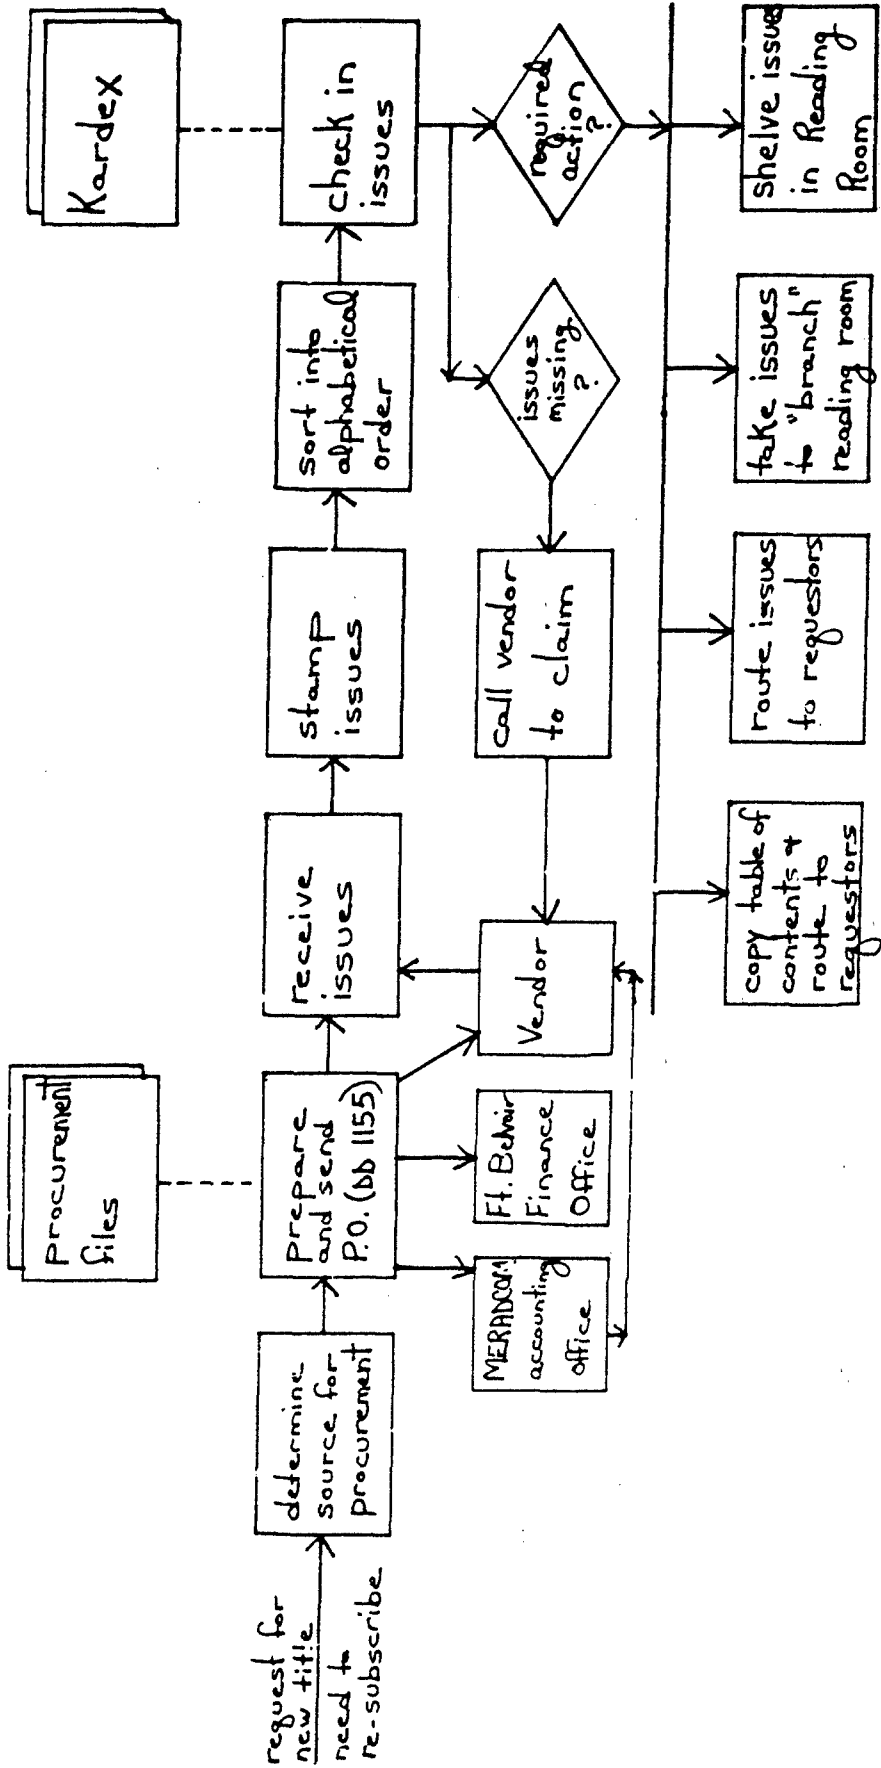 request for
new title
need to
re-subscribe
determine
source for
procurement
procurement
files
prepare
and send
P.O. (DD 1155)
MERADCOM
accounting
office
Ft. Belvoir
Finance
Office
Vendor
receive
issues
stamp
issues
sort into
alphabetical
order
Kardex
check in
issues
required
action
?
issues
missing
?
Call vendor
to claim
copy table of
contents &
route to
requestors
route issues
to requestors
take issues
to "branch"
reading room
shelve issues
in Reading
Room